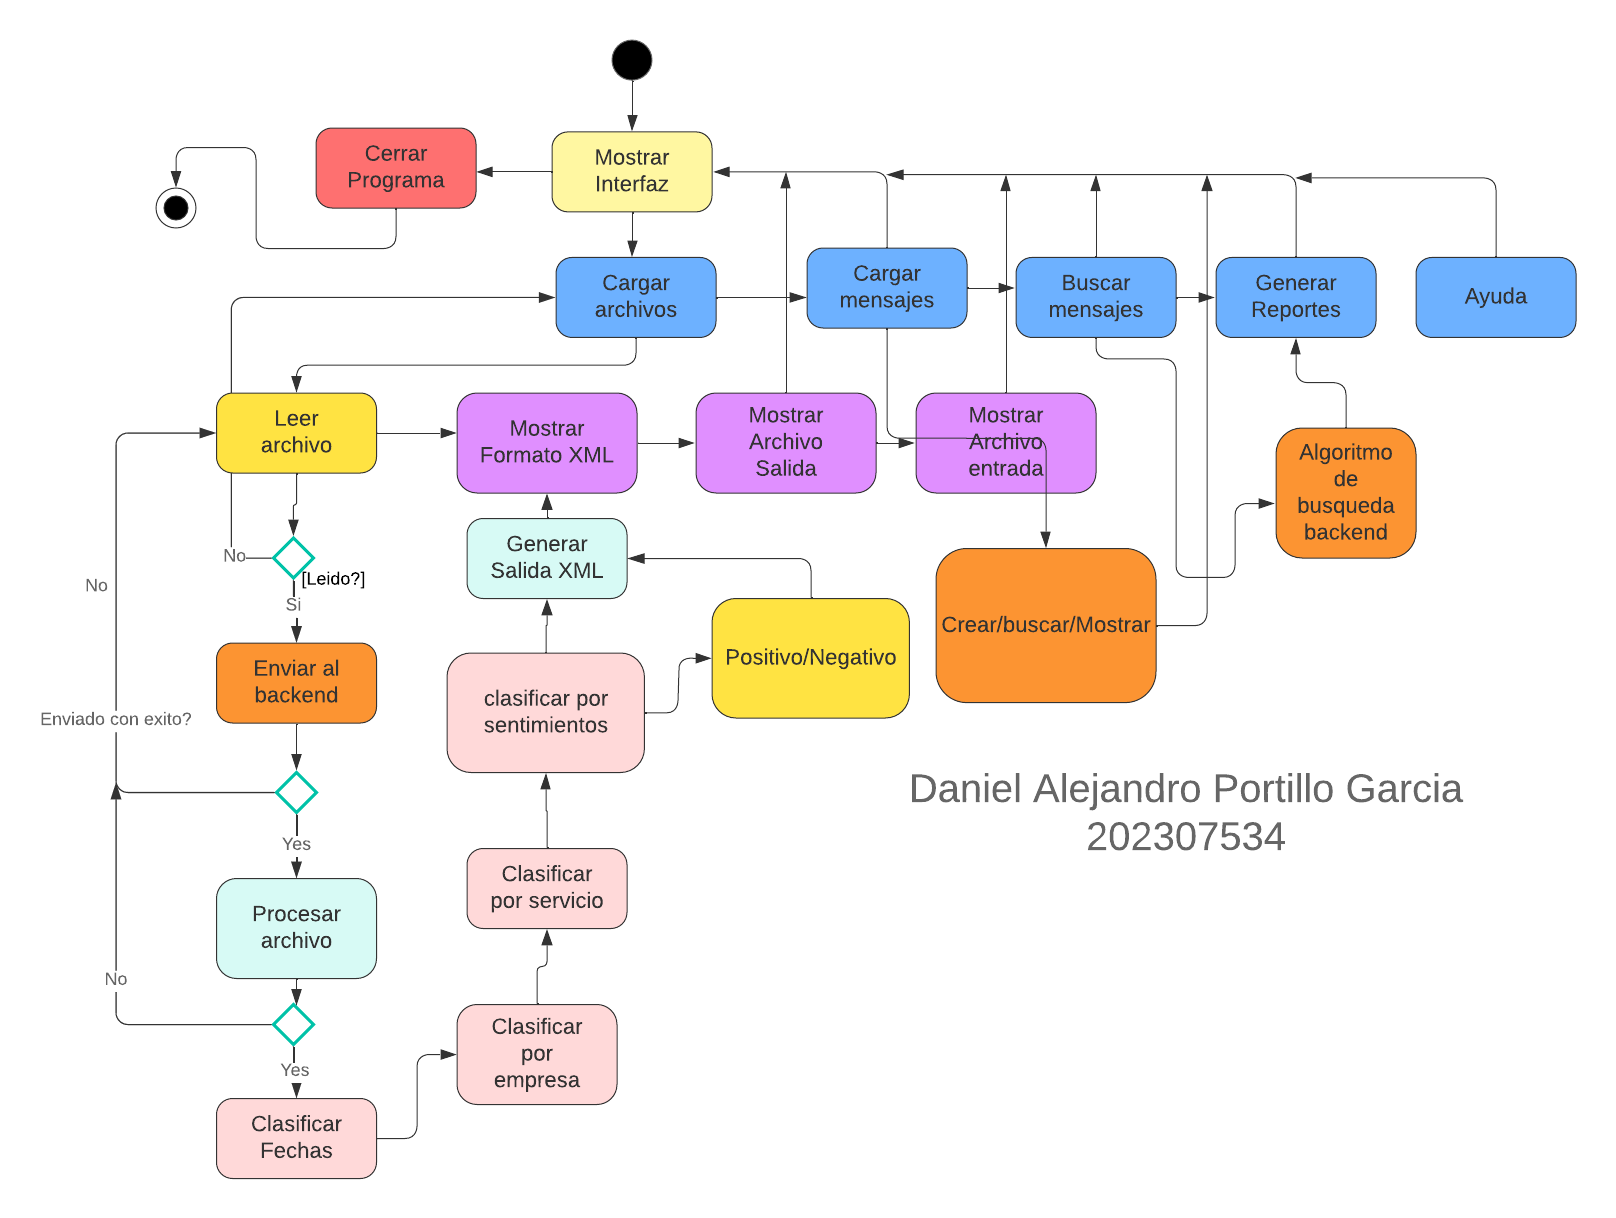 Cerrar
Programa
Mostrar
Interfaz
Cargar
archivos
Cargar
mensajes
Buscar
mensajes
Generar
Reportes
Ayuda
Leer
archivo
Mostrar
Formato XML
Mostrar
Archivo
Salida
Mostrar
Archivo
entrada
Algoritmo
de
busqueda
backend
No
[Leido?]
Si
No
Generar
Salida XML
Enviar al
backend
Enviado con exito?
clasificar por
sentimientos
Positivo/Negativo
Crear/buscar/Mostrar
Daniel Alejandro Portillo Garcia
202307534
Yes
Procesar
archivo
Clasificar
por servicio
No
Yes
Clasificar
por
empresa
Clasificar
Fechas